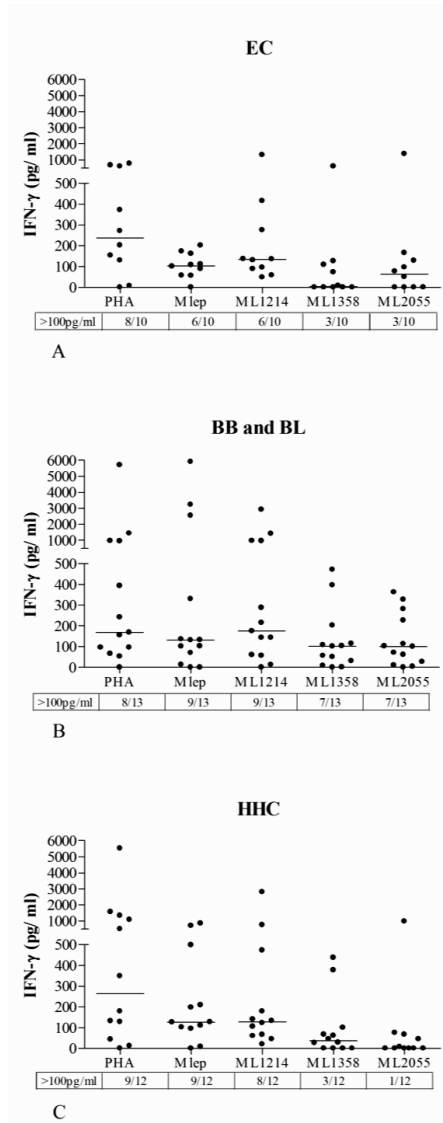 EC
6000
5000
4000
3000
2000
1000
500
400
300
200
100
0
IFN-γ (pg/ ml)
PHA Mlep ML1214 ML1358 ML2055
>100pg/ml 8/10 6/10 6/10 3/10 3/10
A
BB and BL
6000
5000
4000
3000
2000
1000
500
400
300
200
100
0
IFN-γ (pg/ ml)
PHA Mlep ML1214 ML1358 ML2055
>100pg/ml 8/13 9/13 9/13 7/13 7/13
B
HHC
6000
5000
4000
3000
2000
1000
500
400
300
200
100
0
IFN-γ (pg/ ml)
PHA Mlep ML1214 ML1358 ML2055
>100pg/ml 9/12 9/12 8/12 3/12 1/12
C